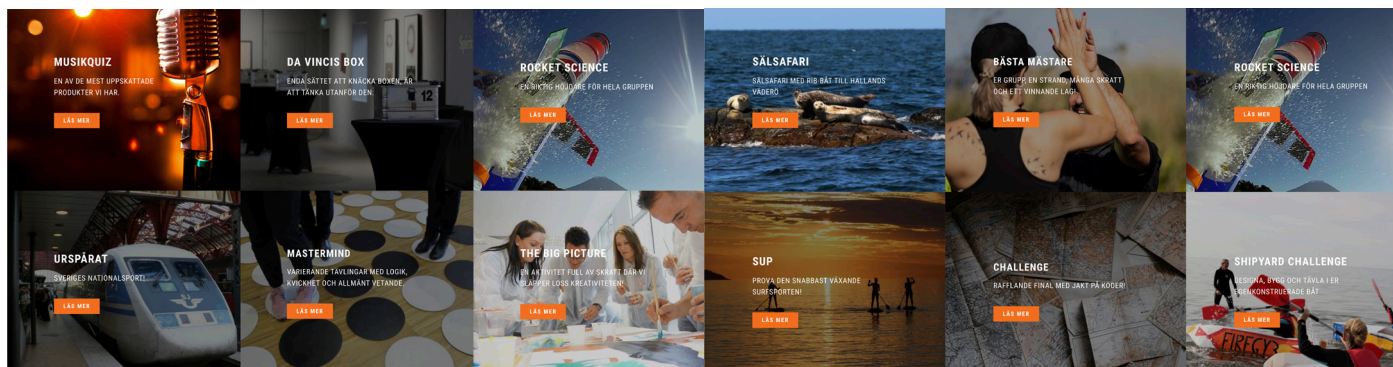 MUSIKQUIZ
EN AV DE MEST UPPSKATTADE
PRODUKTER VI HAR.
LÄS MER
DA VINCIS BOX
ENDA SÄTTET ATT KNÄCKA BOXEN, ÄR
ATT TÄNKA UTANFÖR DEN.
LÄS MER
12
ROCKET SCIENCE
EN RIKTIG HÖJDARE FÖR HELA GRUPPEN
LÄS MER
SÄLSAFARI
SÄLSAFARI MED RIB BÅT TILL HALLANDS
VÄDERÖ
LÄS MER
BÄSTA MÄSTARE
ER GRUPP, EN STRAND, MÅNGA SKRATT
OCH ETT VINNANDE LAG!
LÄS MER
ROCKET SCIENCE
EN RIKTIG HÖJDARE FÖR HELA GRUPPEN
LÄS MER
URSPÅRAT
SVERIGES NATIONALSPORT!
LÄS MER
MASTERMIND
VARIERANDE TÄVLINGAR MED LOGIK,
KVICKHET OCH ALLMÄNT VETANDE.
LÄS MER
THE BIG PICTURE
EN AKTIVITET FULL AV SKRATT DÄR VI
SLÄPPER LOSS KREATIVITETEN!
LÄS MER
SUP
PROVA DEN SNABBAST VÄXANDE
SURFSPORTEN!
LÄS MER
CHALLENGE
RAFFLANDE FINAL MED JAKT PÅ KODER!
LÄS MER
SHIPYARD CHALLENGE
DESIGNA, BYGG OCH TÄVLA I ER
EGENKONSTRUERADE BÅT
LÄS MER